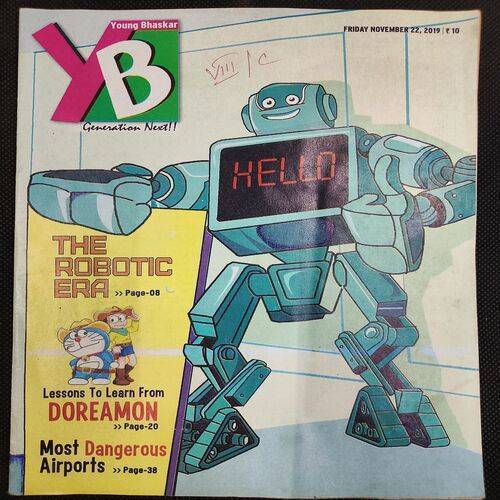 Young Bhaskar
YB
Generation Next!!
FRIDAY NOVEMBER 22, 2019 | ₹ 10
VIII / C
HELLO
THE
ROBOTIC
ERA >> Page-08
Lessons To Learn From
DOREAMON
>> Page-20
Most Dangerous
Airports >> Page-38